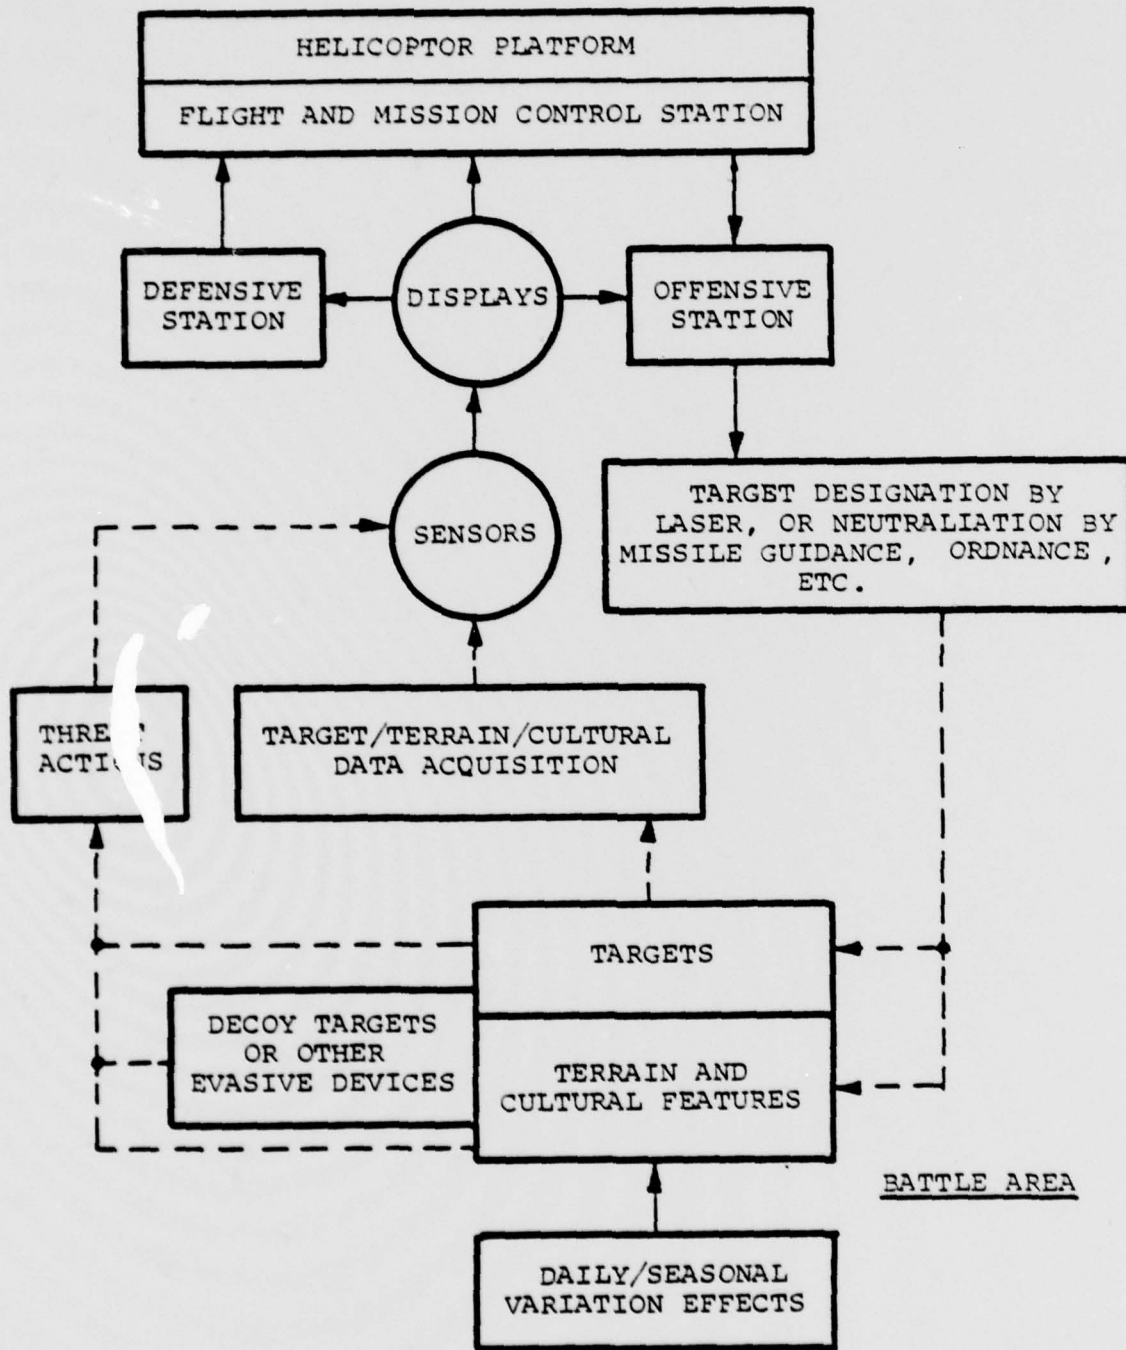 HELICOPTOR PLATFORM
FLIGHT AND MISSION CONTROL STATION
DEFENSIVE
STATION
DISPLAYS
OFFENSIVE
STATION
TARGET DESIGNATION BY
LASER, OR NEUTRALIATION BY
MISSILE GUIDANCE, ORDNANCE,
ETC.
SENSORS
THREAT
ACTIONS
TARGET/TERRAIN/CULTURAL
DATA ACQUISITION
TARGETS
DECOY TARGETS
OR OTHER
EVASIVE DEVICES
TERRAIN AND
CULTURAL FEATURES
BATTLE AREA
DAILY/SEASONAL
VARIATION EFFECTS